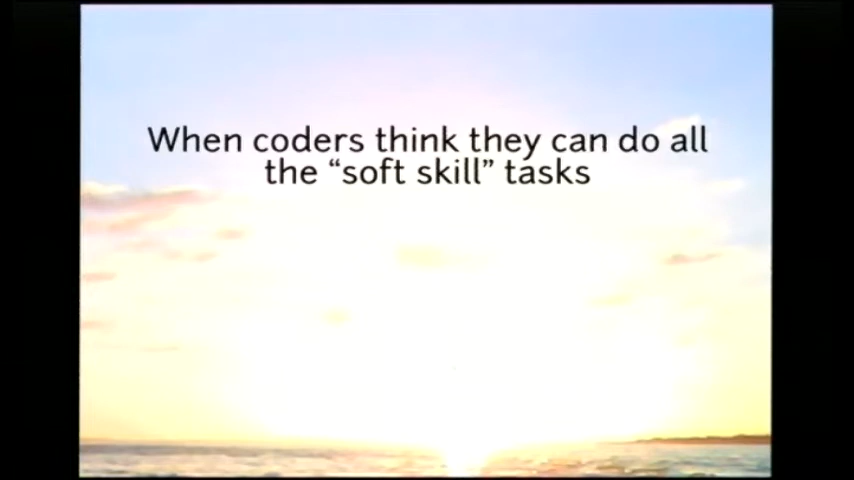 When coders think they can do all
the “soft skill” tasks